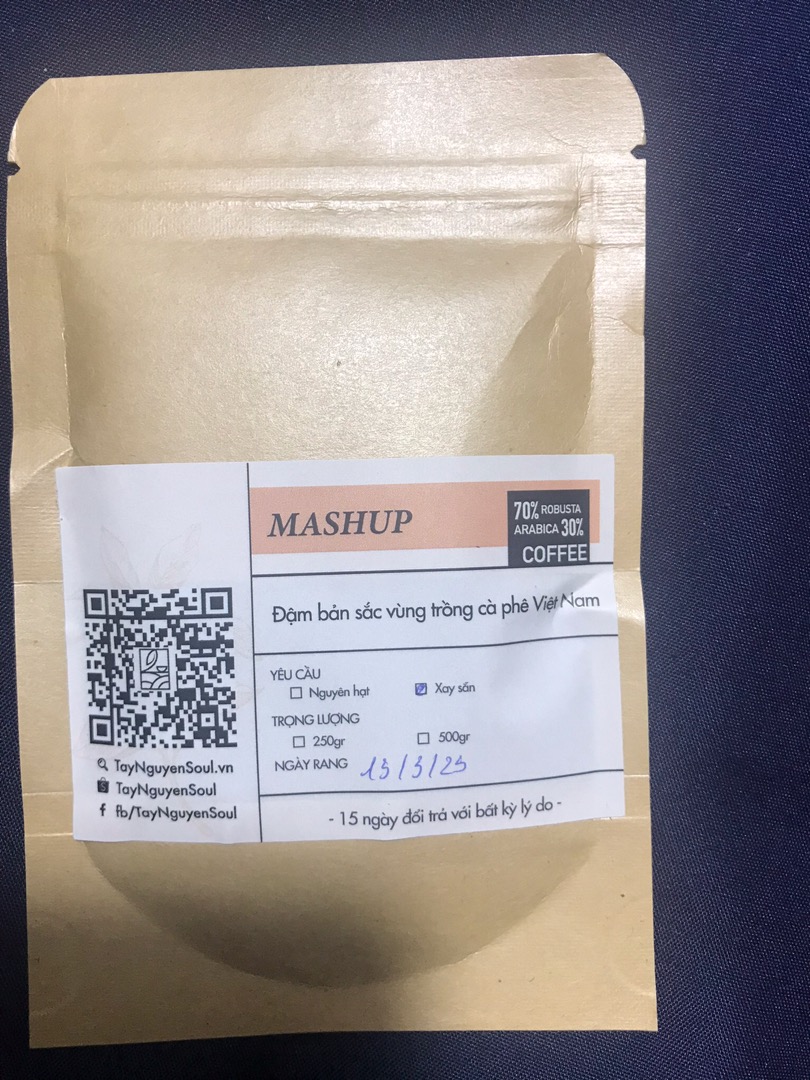 MASHUP
70% ROBUSTA
ARABICA 30%
COFFEE
Đậm bản sắc vùng trồng cà phê Việt Nam
YÊU CẦU
Nguyên hạt
Xay sẵn
TRỌNG LƯỢNG
250gr
500gr
NGÀY RANG 13/3/25
- 15 ngày đổi trả với bất kỳ lý do -
TayNguyenSoul.vn
TayNguyenSoul
fb/TayNguyenSoul